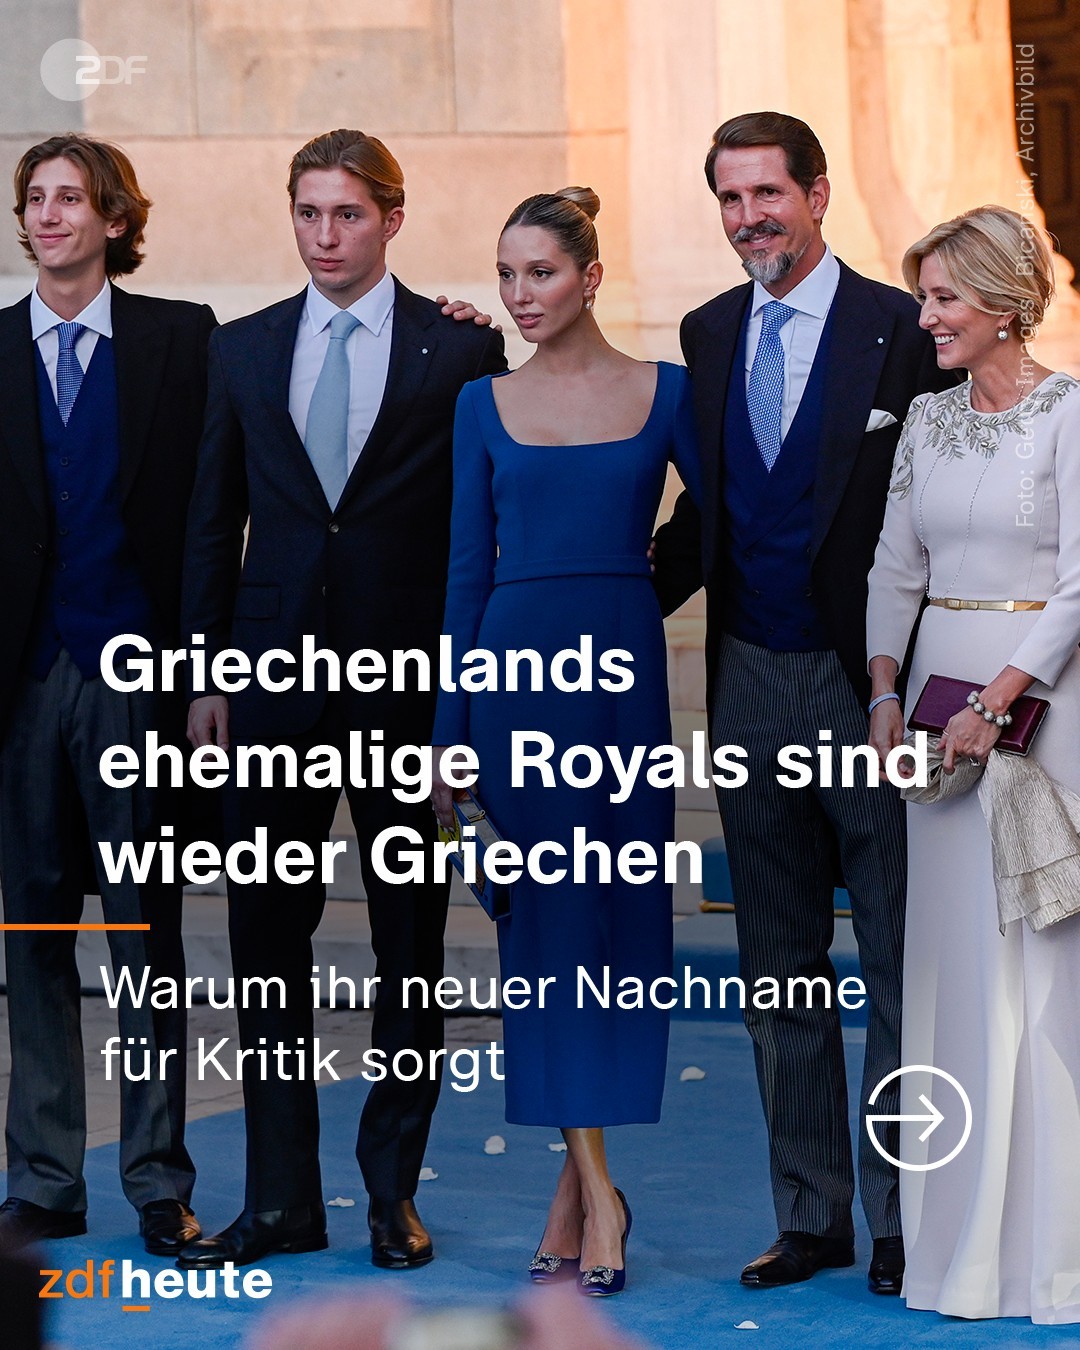 ZDF
Foto: Getty Images, Bicanski, Archivbild
Griechenlands
ehemalige Royals sind
wieder Griechen
Warum ihr neuer Nachname
für Kritik sorgt
zdfheute